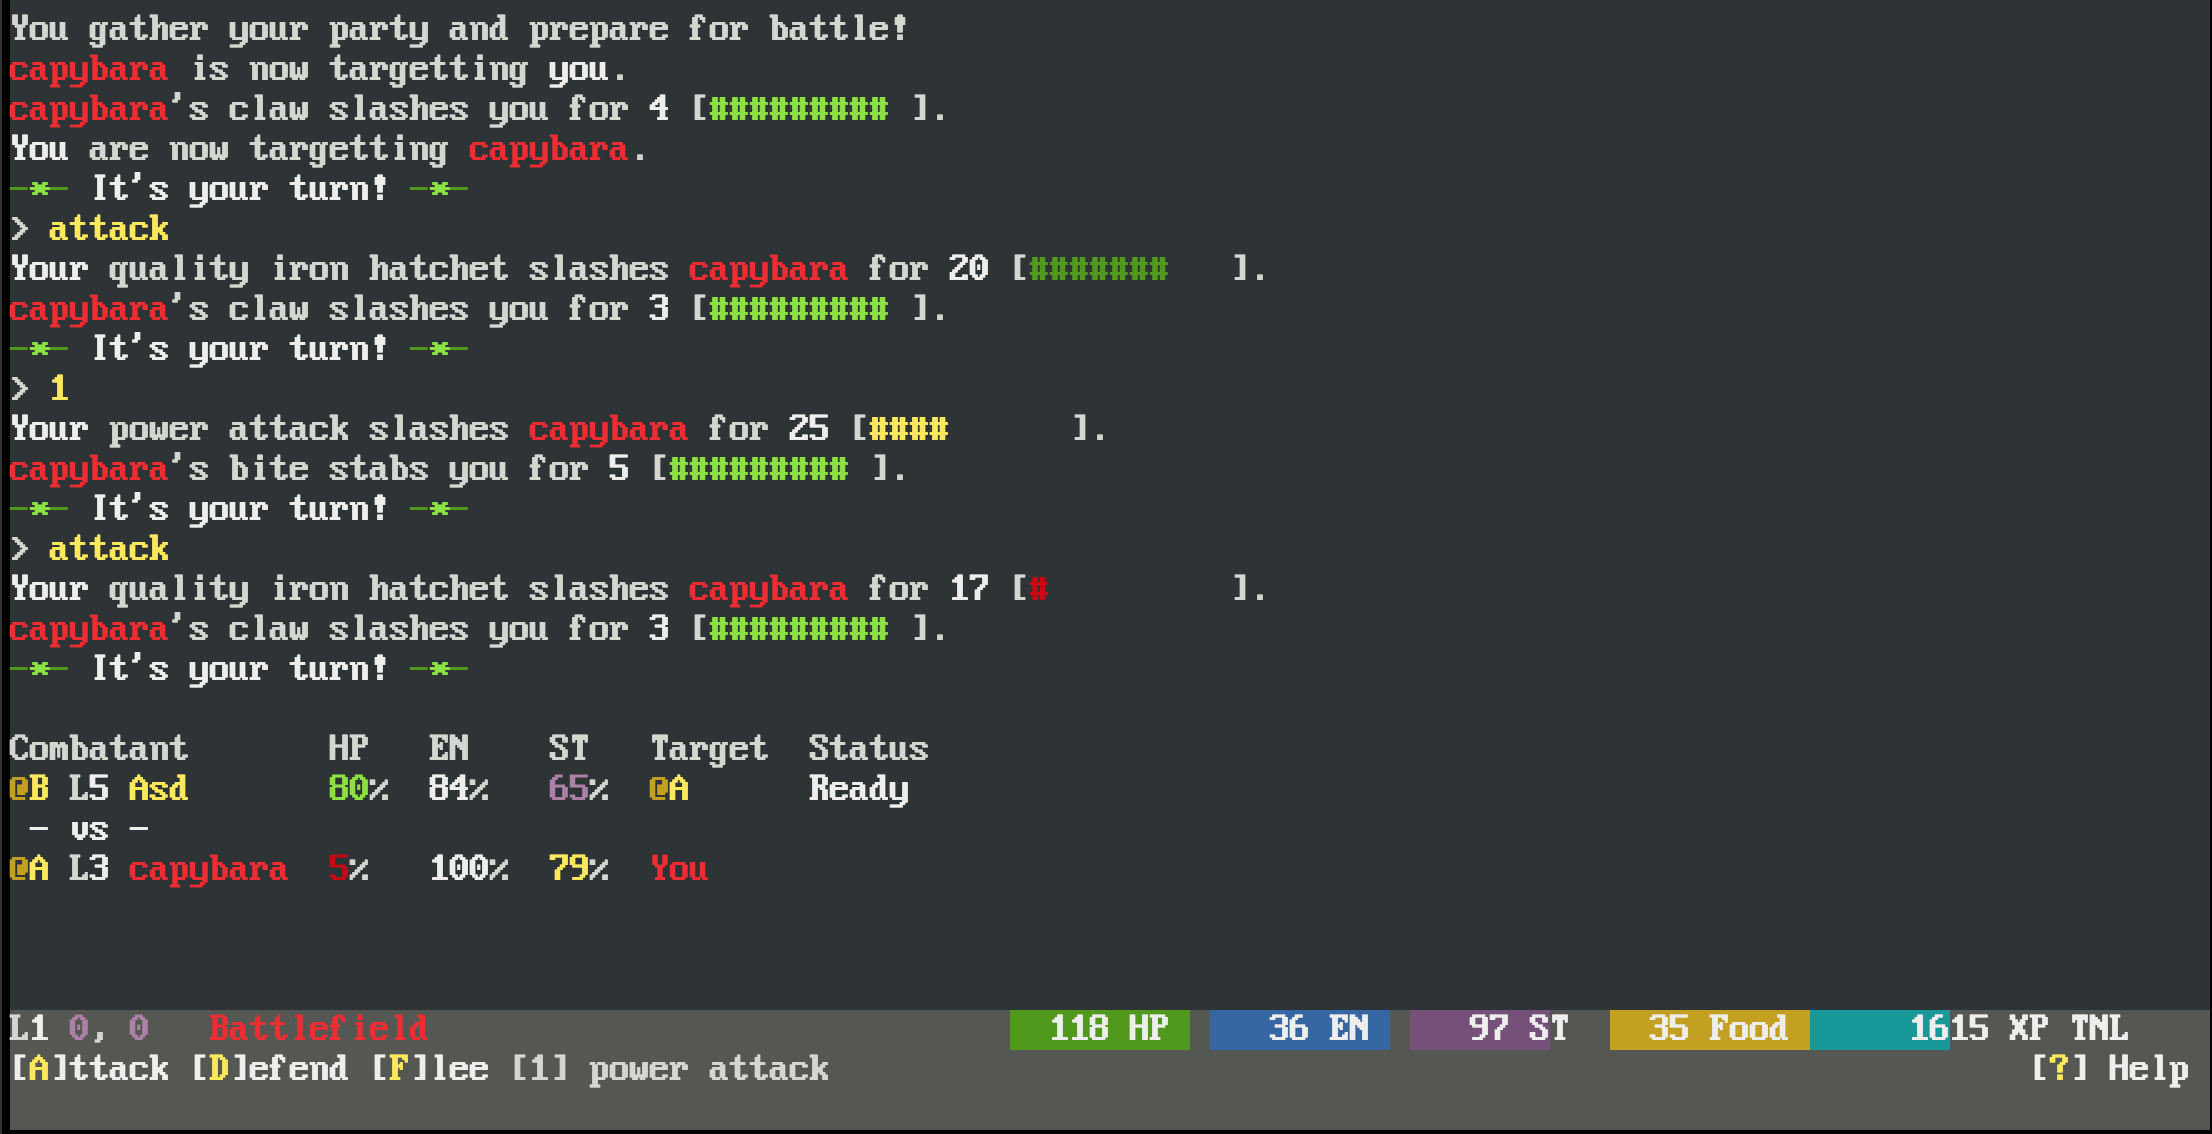 You gather your party and prepare for battle!
capybara is now targetting you.
capybara's claw slashes you for 4 [######### ].
You are now targetting capybara.
-*- It's your turn! -*-
> attack
Your quality iron hatchet slashes capybara for 20 [#######   ].
capybara's claw slashes you for 3 [######### ].
-*- It's your turn! -*-
> 1
Your power attack slashes capybara for 25 [####      ].
capybara's bite stabs you for 5 [######### ].
-*- It's your turn! -*-
> attack
Your quality iron hatchet slashes capybara for 17 [#         ].
capybara's claw slashes you for 3 [######### ].
-*- It's your turn! -*-
Combatant HP EN ST Target Status
@B L5 Asd 80% 84% 65% @A Ready
- vs -
@A L3 capybara 5% 100% 79% You
L1 0, 0 Battlefield 118 HP 36 EN 97 ST 35 Food 1615 XP TNL
[A]ttack [D]efend [F]lee [1] power attack [?] Help